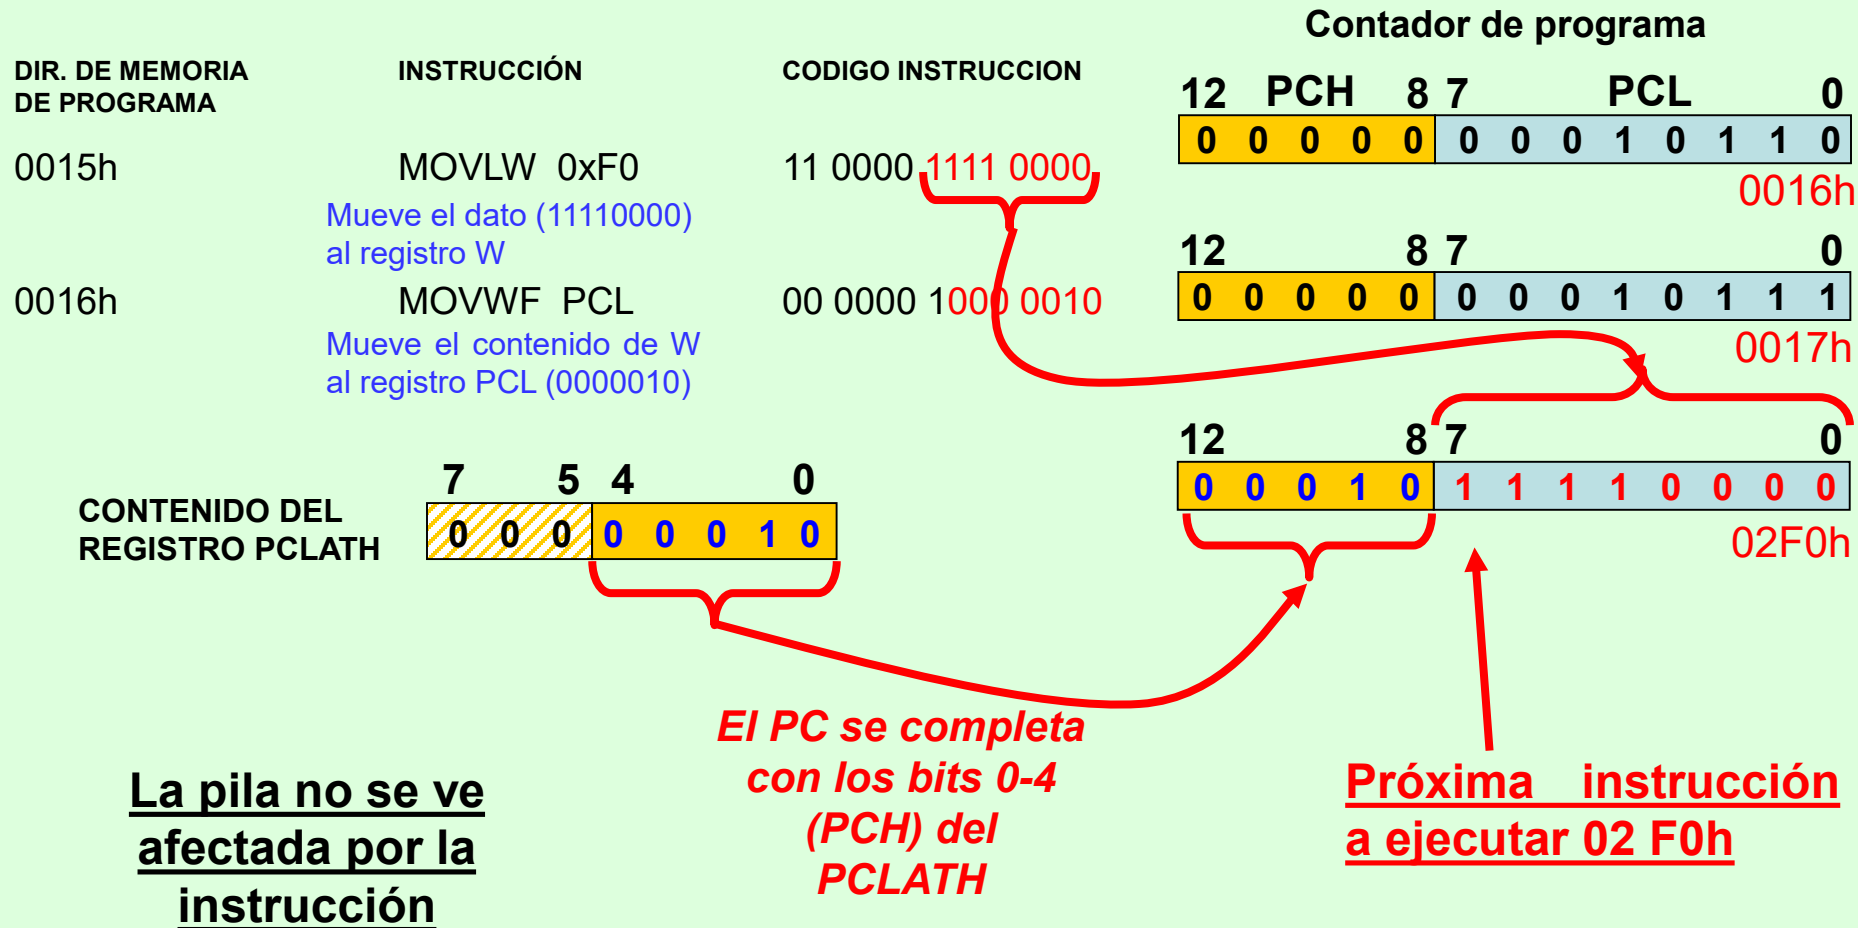 Contador de programa
DIR. DE MEMORIA
DE PROGRAMA
INSTRUCCIÓN
CODIGO INSTRUCCION
12 PCH 8 7 PCL 0
0 0 0 0 0 0 0 0 1 0 1 1 0
0016h
0015h
MOVLW 0xF0
11 0000 1111 0000
Mueve el dato (11110000)
al registro W
12 8 7 0
0 0 0 0 0 0 0 0 1 0 1 1 1
0017h
0016h
MOVWF PCL
00 0000 1000 0010
Mueve el contenido de W
al registro PCL (0000010)
12 8 7 0
0 0 0 1 0 1 1 1 1 0 0 0 0
02F0h
CONTENIDO DEL
REGISTRO PCLATH
7 5 4 0
0 0 0 0 0 0 1 0
El PC se completa
con los bits 0-4
(PCH) del
PCLATH
La pila no se ve
afectada por la
instrucción
Próxima instrucción
a ejecutar 02 F0h